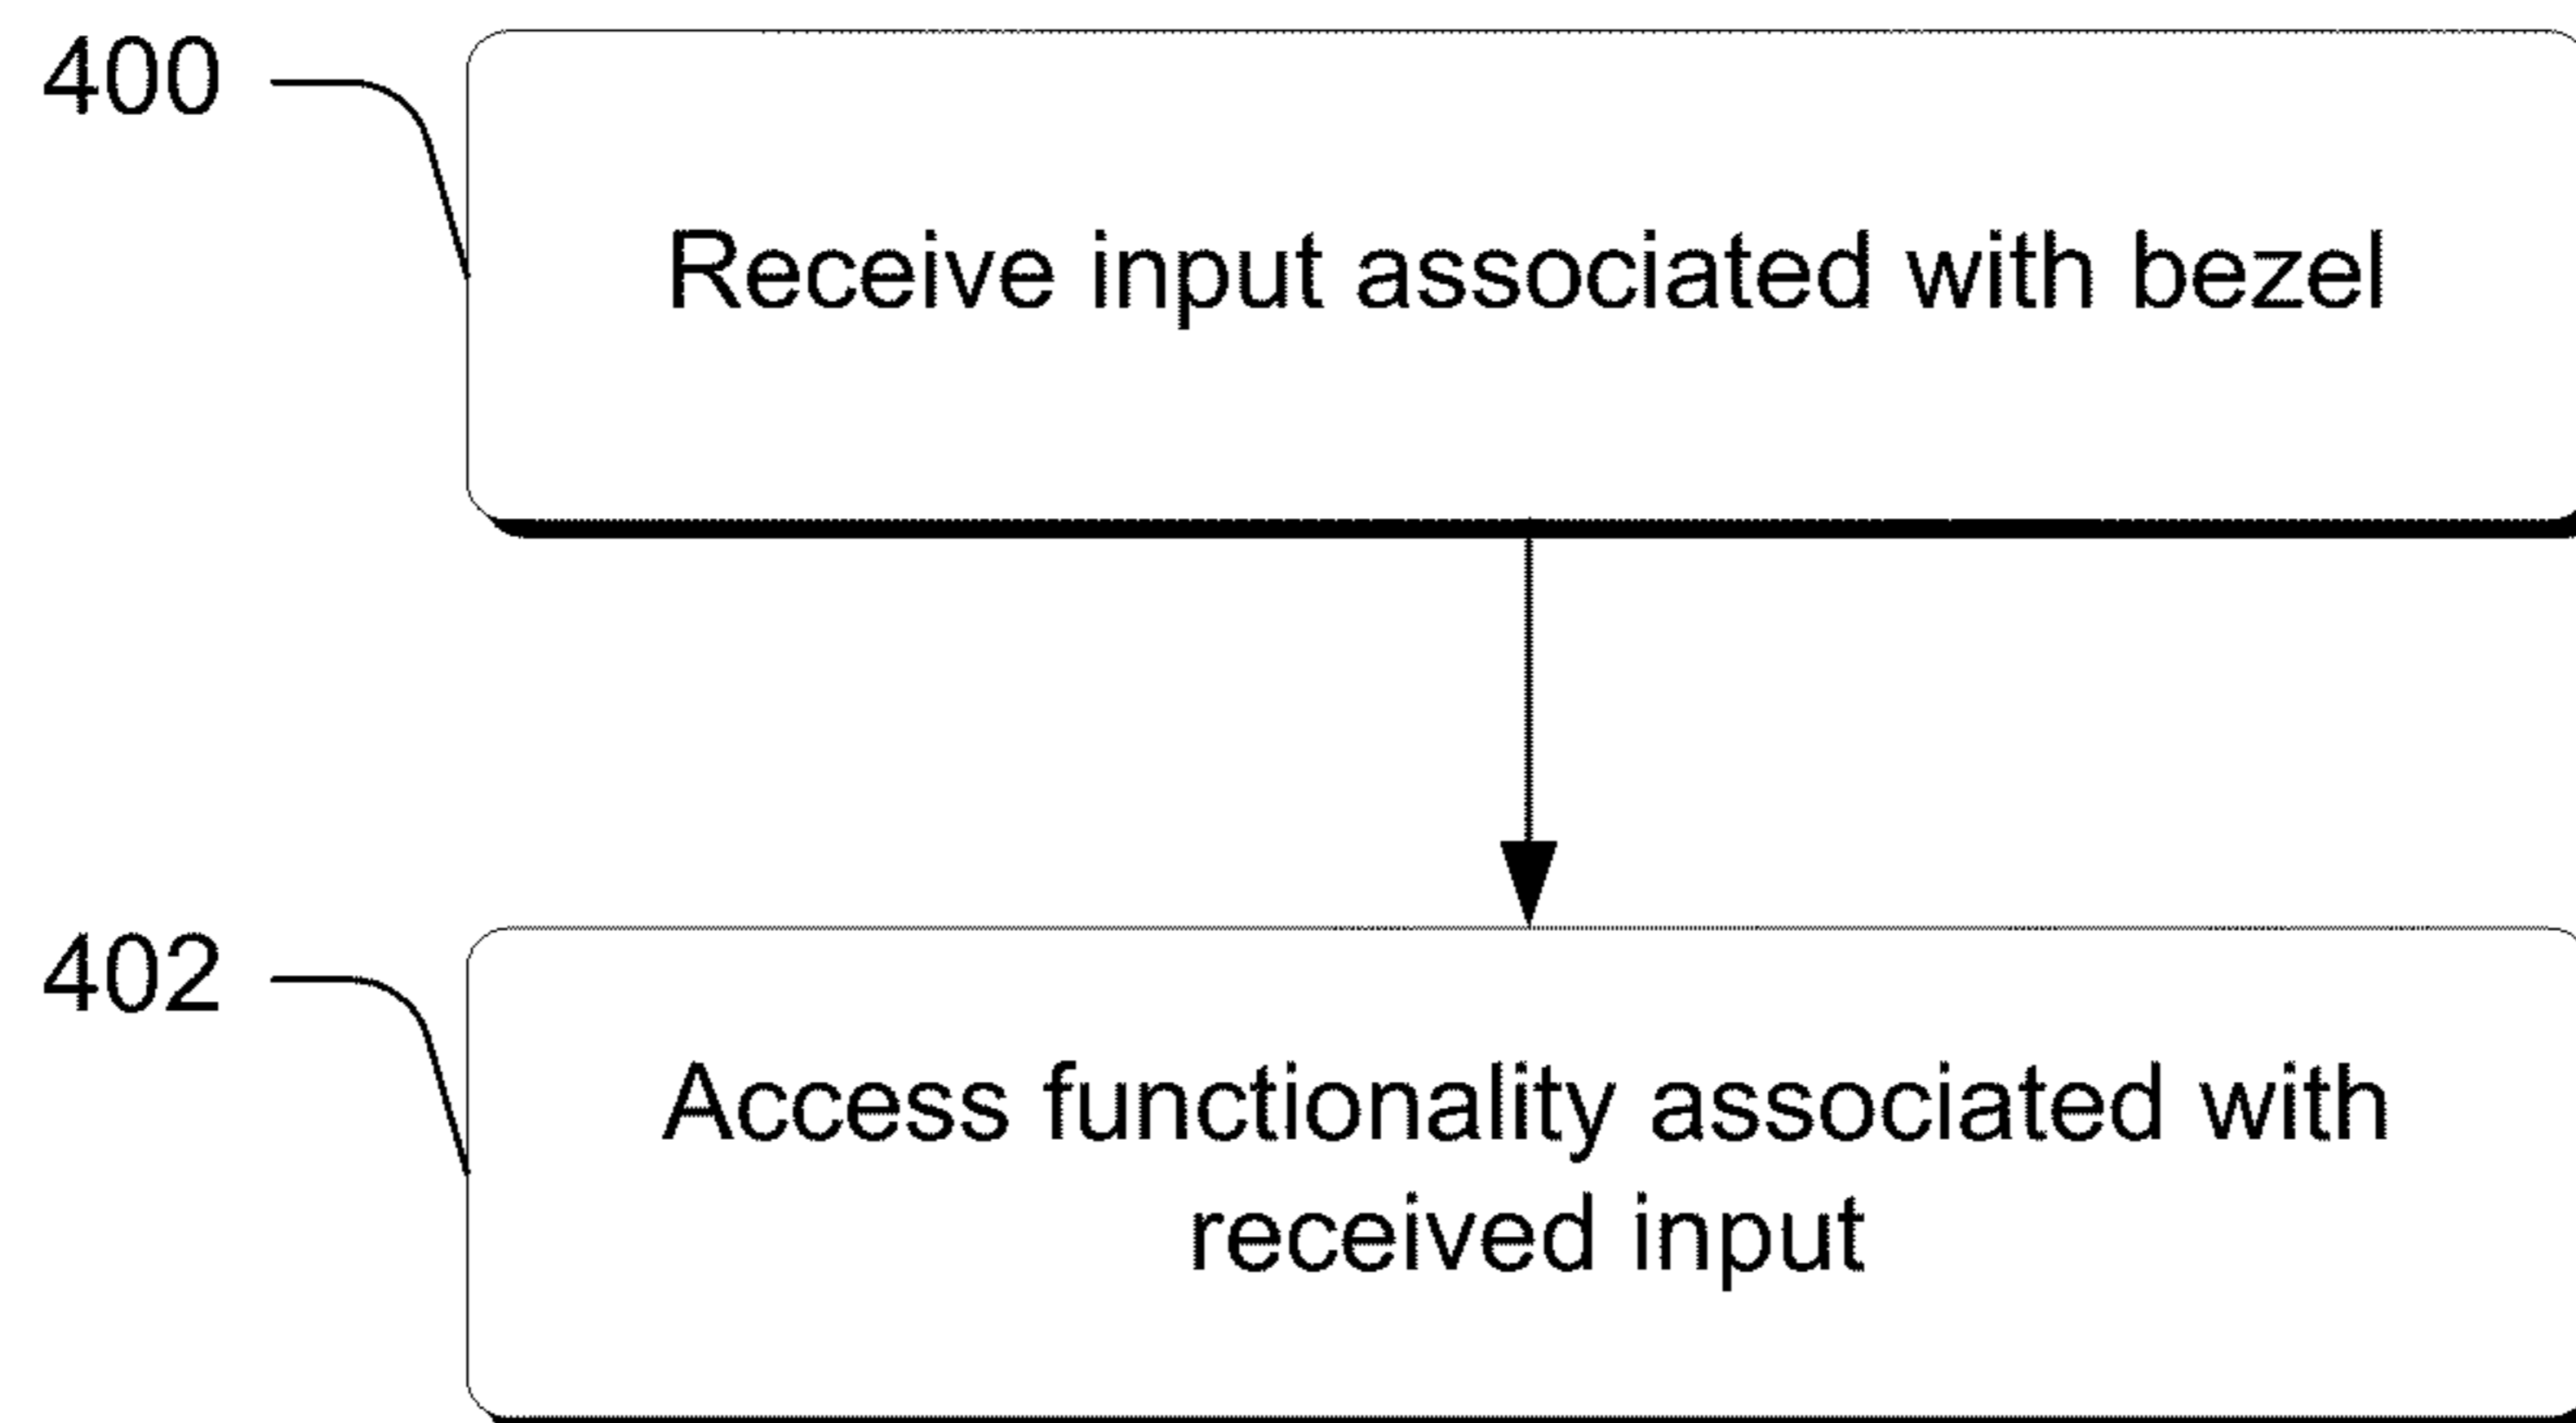 400
Receive input associated with bezel
402
Access functionality associated with
received input